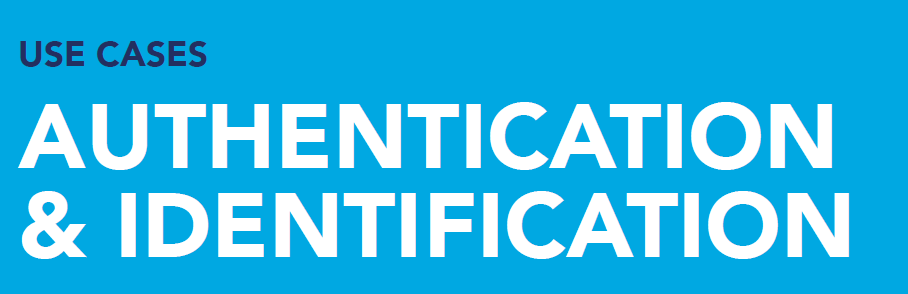 USE CASES
AUTHENTICATION
& IDENTIFICATION